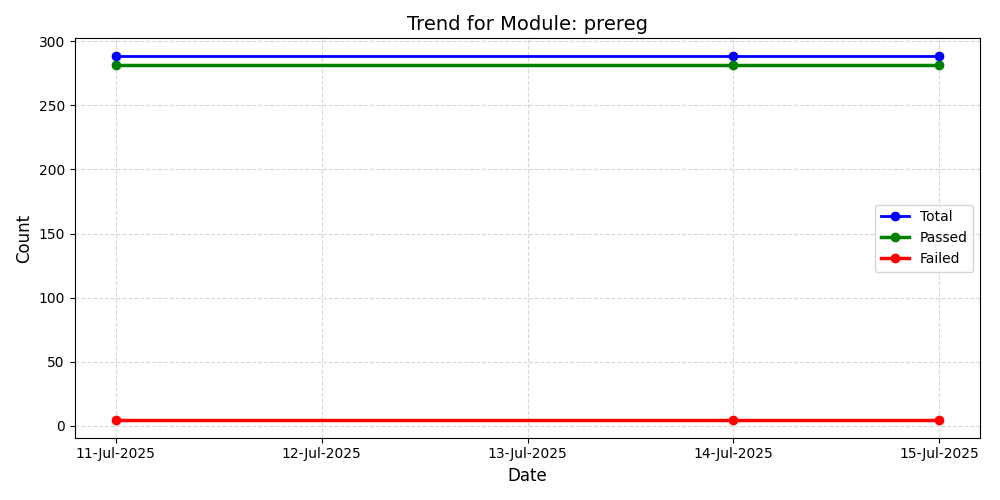 Trend for Module: prereg
300
250
200
150
100
50
0
Count
Total
Passed
Failed
11-Jul-2025
12-Jul-2025
13-Jul-2025
14-Jul-2025
15-Jul-2025
Date